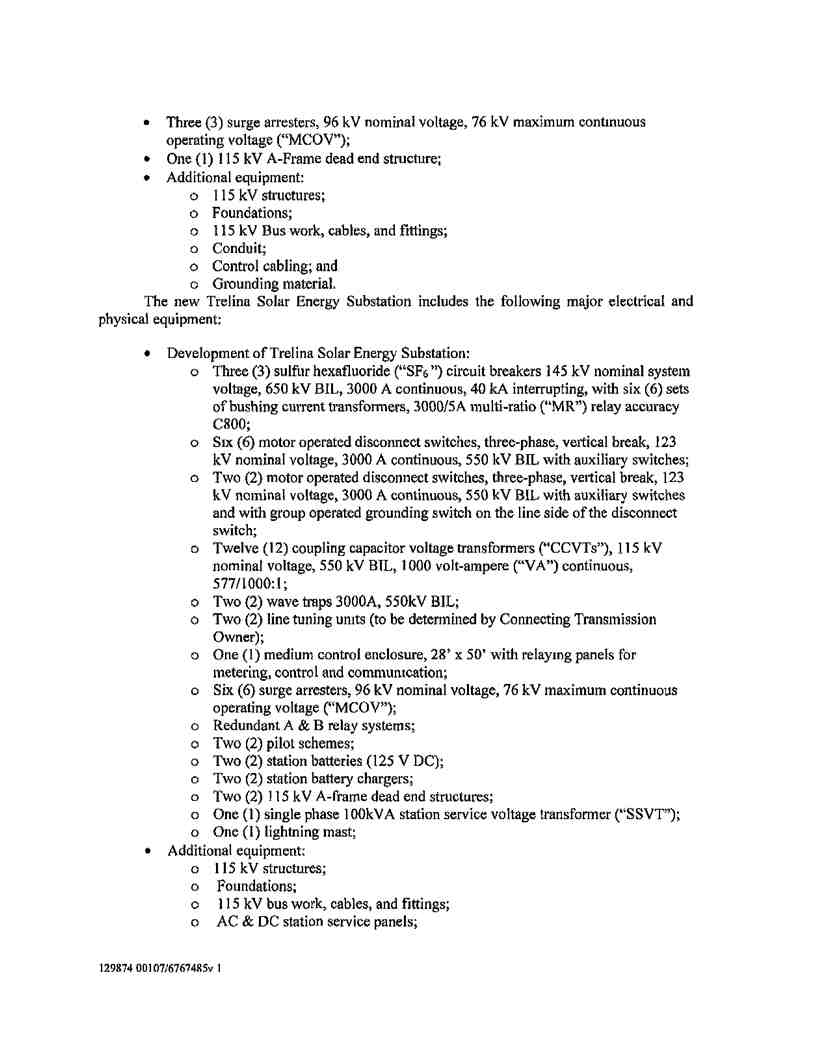 • Three (3) surge arresters, 96 kV nominal voltage, 76 kV maximum continuous
operating voltage (“MCOV”);
• One (1) 115 kV A-Frame dead end structure;
• Additional equipment:
o 115 kV structures;
o Foundations;
o 115 kV Bus work, cables, and fittings;
o Conduit;
o Control cabling; and
o Grounding material.
The new Trelina Solar Energy Substation includes the following major electrical and
physical equipment:
• Development of Trelina Solar Energy Substation:
o Three (3) sulfur hexafluoride (“SF6”) circuit breakers 145 kV nominal system
voltage, 650 kV BIL, 3000 A continuous, 40 kA interrupting, with six (6) sets
of bushing current transformers, 3000/5A multi-ratio (“MR”) relay accuracy
C800;
o Six (6) motor operated disconnect switches, three-phase, vertical break, 123
kV nominal voltage, 3000 A continuous, 550 kV BIL with auxiliary switches;
o Two (2) motor operated disconnect switches, three-phase, vertical break, 123
kV nominal voltage, 3000 A continuous, 550 kV BIL with auxiliary switches
and with group operated grounding switch on the line side of the disconnect
switch;
o Twelve (12) coupling capacitor voltage transformers (“CCVTs”), 115 kV
nominal voltage, 550 kV BIL, 1000 volt-ampere (“VA”) continuous,
577/1000:1;
o Two (2) wave traps 3000A, 550kV BIL;
o Two (2) line tuning units (to be determined by Connecting Transmission
Owner);
o One (1) medium control enclosure, 28’ x 50’ with relaying panels for
metering, control and communication;
o Six (6) surge arresters, 96 kV nominal voltage, 76 kV maximum continuous
operating voltage (“MCOV”);
o Redundant A & B relay systems;
o Two (2) pilot schemes;
o Two (2) station batteries (125 V DC);
o Two (2) station battery chargers;
o Two (2) 115 kV A-frame dead end structures;
o One (1) single phase 100kVA station service voltage transformer (“SSVT”);
o One (1) lightning mast;
• Additional equipment:
o 115 kV structures;
o Foundations;
o 115 kV bus work, cables, and fittings;
o AC & DC station service panels;
129874 00107/6767485v 1